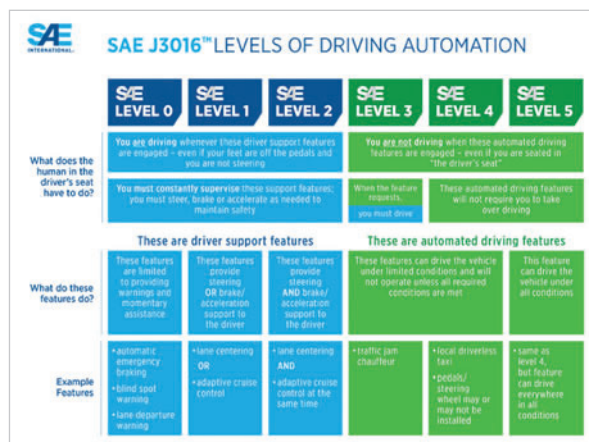 SAE
INTERNATIONAL.
SAE J3016™ LEVELS OF DRIVING AUTOMATION
SAE
LEVEL 0
SAE
LEVEL 1
SAE
LEVEL 2
SAE
LEVEL 3
SAE
LEVEL 4
SAE
LEVEL 5
What does the
human in the
driver's seat
have to do?
You are driving whenever these driver support features
are engaged – even if your feet are off the pedals and
you are not steering
You are not driving when these automated driving
features are engaged – even if you are seated in
"the driver's seat"
You must constantly supervise these support features;
you must steer, brake or accelerate as needed to
maintain safety
When the feature
requests,
you must drive
These automated driving features
will not require you to take
over driving
These are driver support features
These are automated driving features
What do these
features do?
These features
are limited
to providing
warnings and
momentary
assistance
These features
provide
steering
OR brake/
acceleration
support to
the driver
These features
provide
steering
AND brake/
acceleration
support to
the driver
These features can drive the vehicle
under limited conditions and will
not operate unless all required
conditions are met
This feature
can drive the
vehicle under
all conditions
Example
Features
• automatic
emergency
broking
• blind spot
warning
• lane departure
warning
• lane centering
OR
• adaptive cruise
control
• lane centering
AND
• adaptive cruise
control at the
same time
• traffic jam
chauffeur
• local driverless
taxi
• pedals/
steering
wheel may or
may not be
installed
• same as
level 4,
but feature
can drive
everywhere
in all
conditions